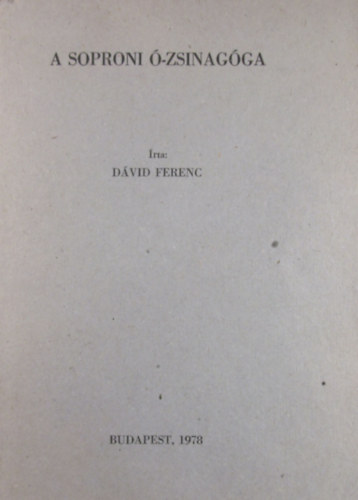 A SOPRONI Ó-ZSINAGÓGA
Írta:
DÁVID FERENC
BUDAPEST, 1978